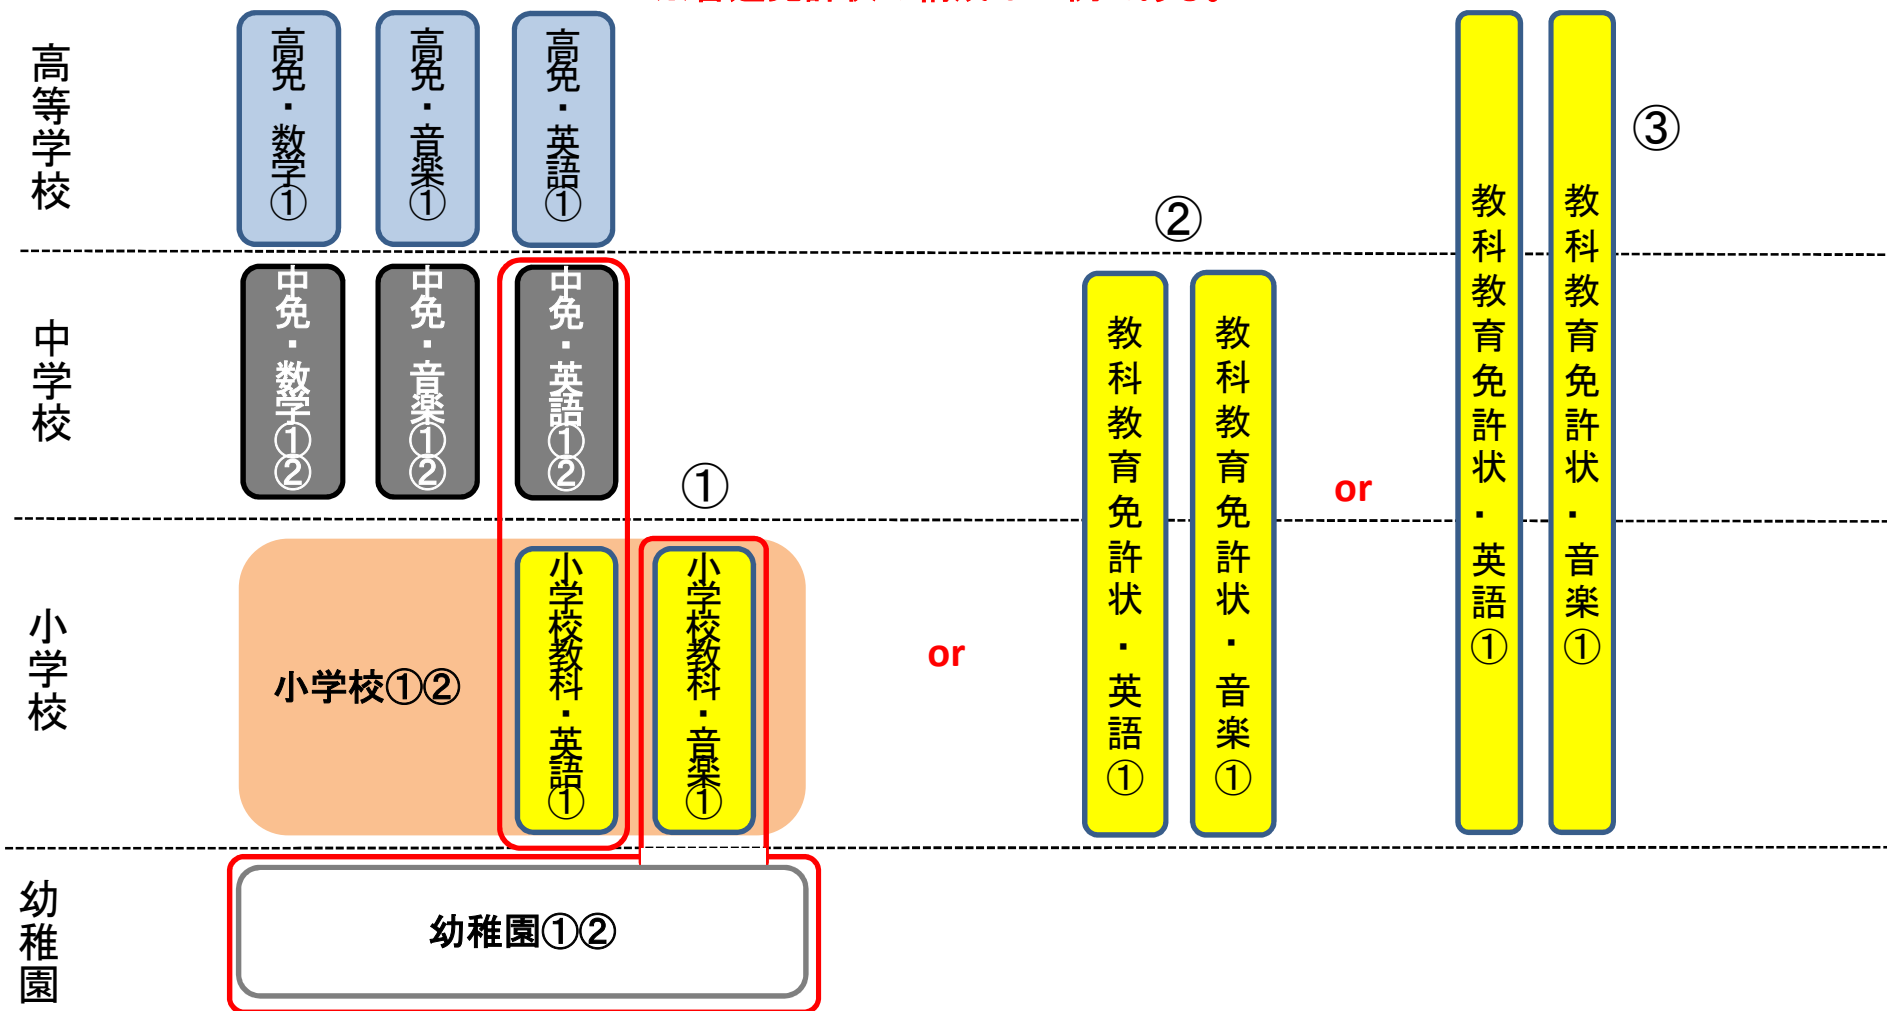 高等学校
高免・数学①
高免・音楽①
高免・英語①
③
②
中学校
中免・数学①②
中免・音楽①②
中免・英語①②
①
小学校
小学校①②
小学校教科・英語①
小学校教科・音楽①
or
教科教育免許状・英語①
教科教育免許状・音楽①
or
教科教育免許状・英語①
教科教育免許状・音楽①
幼稚園
幼稚園①②